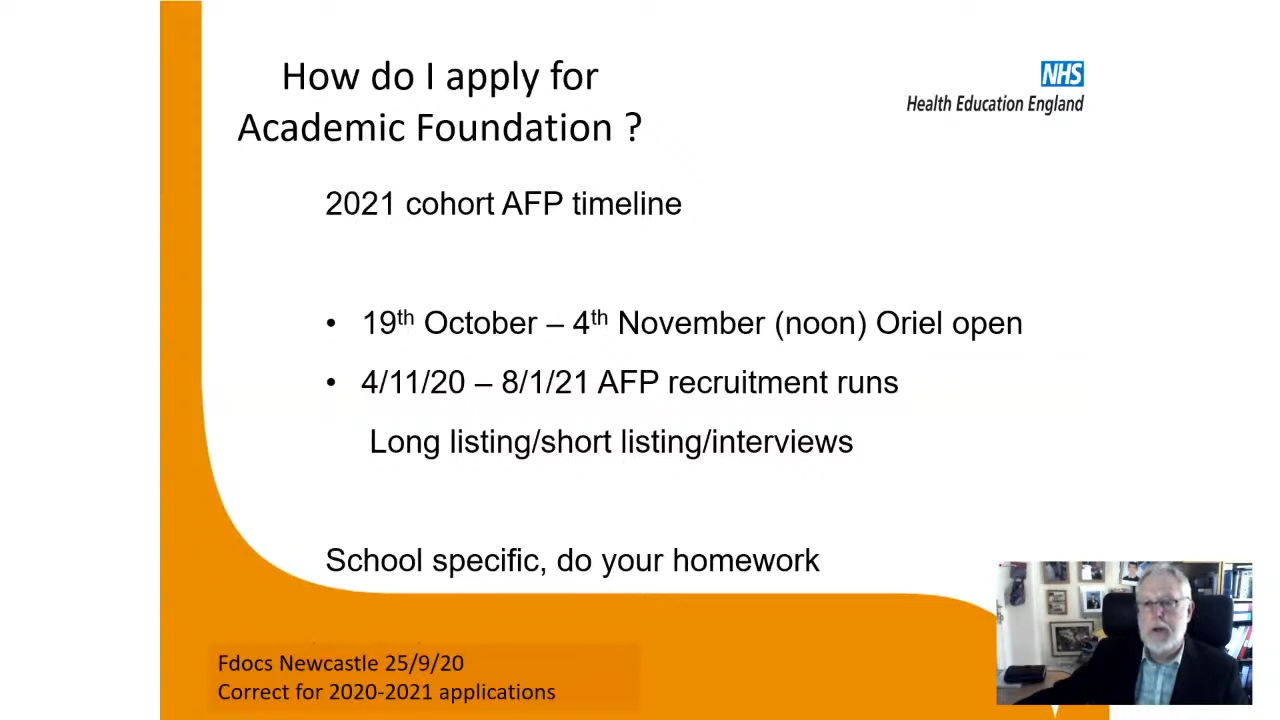 How do I apply for
Academic Foundation ?
NHS
Health Education England
2021 cohort AFP timeline
• 19th October – 4th November (noon) Oriel open
• 4/11/20 – 8/1/21 AFP recruitment runs
Long listing/short listing/interviews
School specific, do your homework
Fdocs Newcastle 25/9/20
Correct for 2020-2021 applications